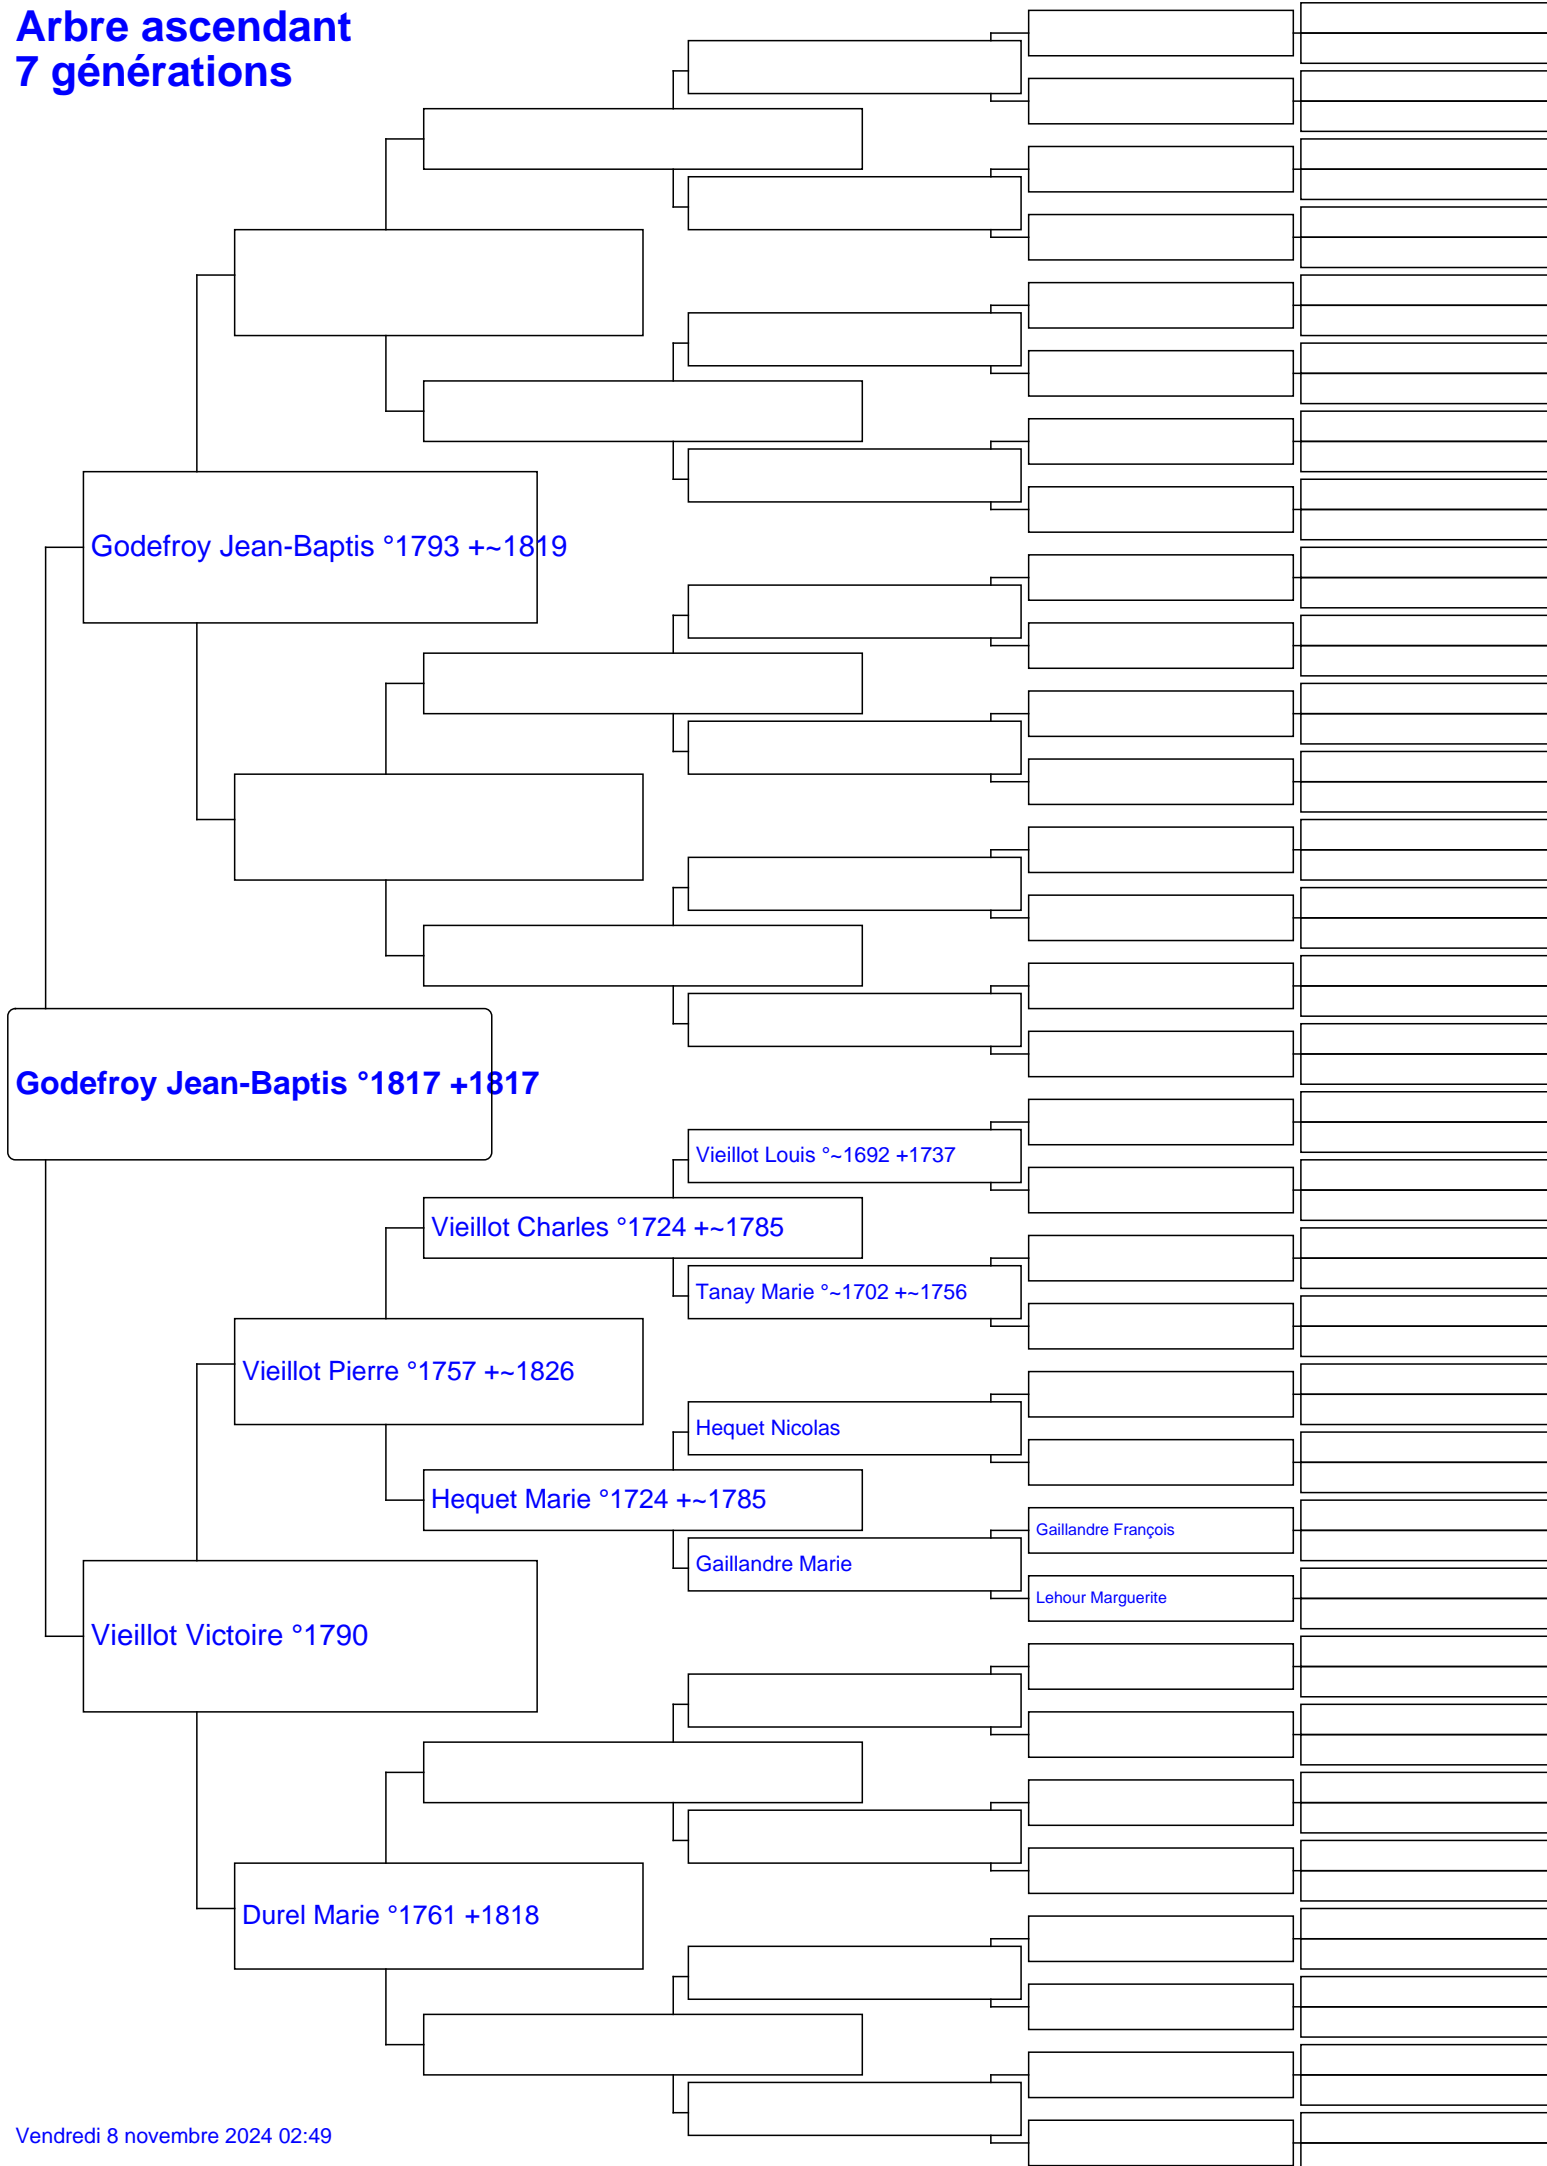 Arbre ascendant
7 générations
Godefroy Jean-Baptis °1793 +~1819
Godefroy Jean-Baptis °1817 +1817
Vieillot Louis °~1692 +1737
Vieillot Charles °1724 +~1785
Tanay Marie °~1702 +~1756
Vieillot Pierre °1757 +~1826
Hequet Nicolas
Hequet Marie °1724 +~1785
Gaillandre François
Gaillandre Marie
Lehour Marguerite
Vieillot Victoire °1790
Durel Marie °1761 +1818
Vendredi 8 novembre 2024 02:49